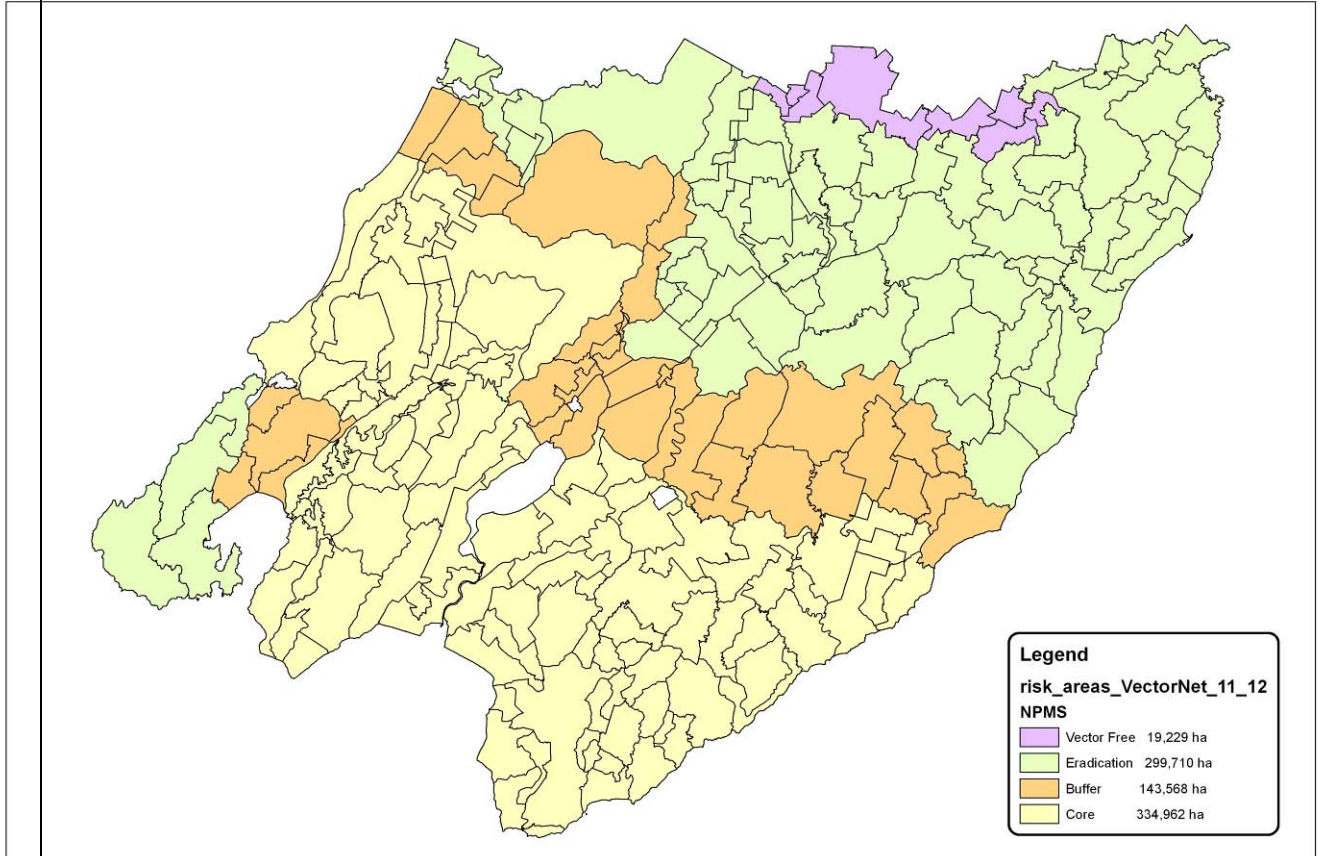 Legend
risk_areas_VectorNet_11_12
NPMS
Vector Free 19,229 ha
Eradication 299,710 ha
Buffer 143,568 ha
Core 334,962 ha